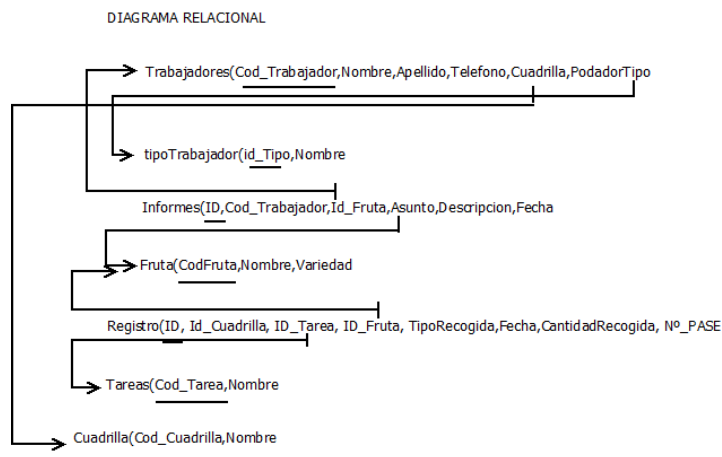 DIAGRAMA RELACIONAL
Trabajadores(Cod_Trabajador,Nombre,Apellido,Telefono,Cuadrilla,PodadorTipo
tipoTrabajador(id_Tipo,Nombre
Informes(ID,Cod_Trabajador,Id_Fruta,Asunto,Descripcion,Fecha
Fruta(CodFruta,Nombre,Variedad
Registro(ID, Id_Cuadrilla, ID_Tarea, ID_Fruta, TipoRecogida,Fecha,CantidadRecogida, Nº_PASE
Tareas(Cod_Tarea,Nombre
Cuadrilla(Cod_Cuadrilla,Nombre